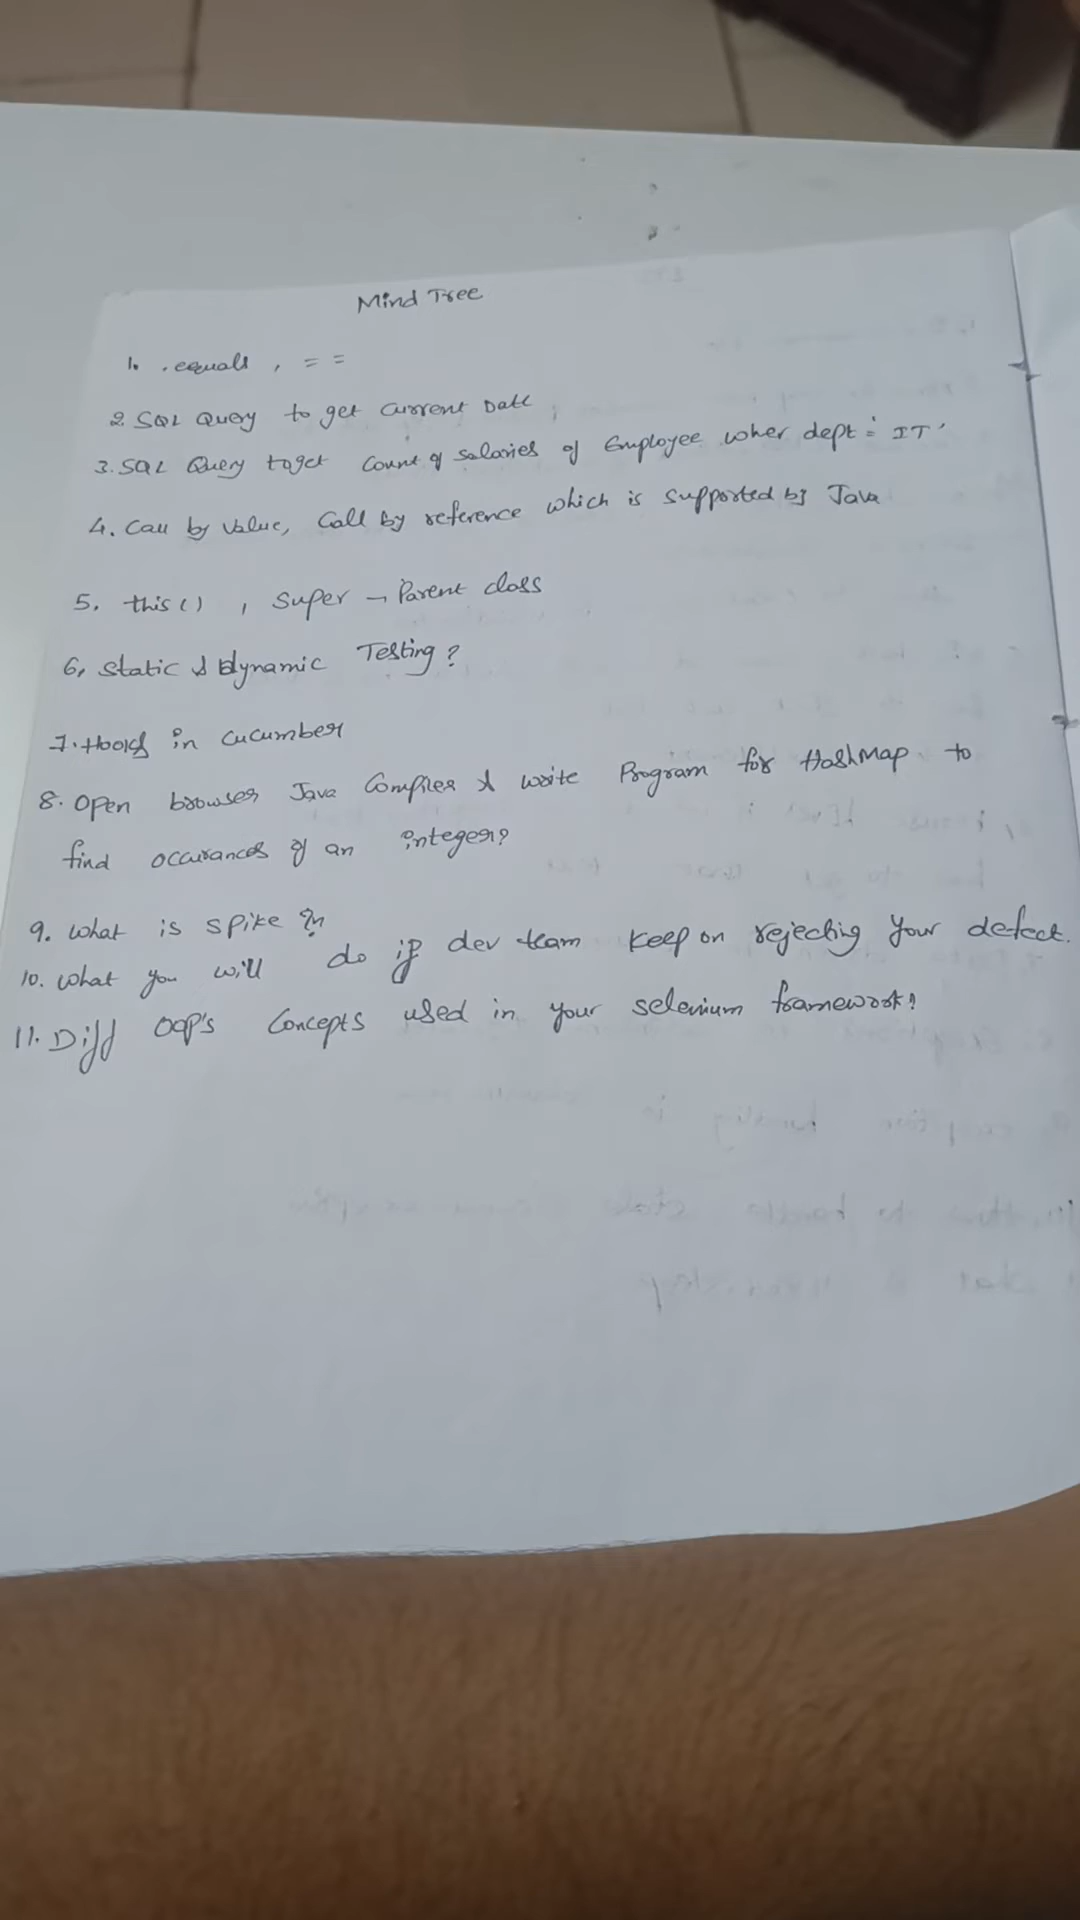 Mind Tree
1. .equals , ==
2. SQL Query to get Current Date
3. SQL Query to get Count of salaries of Employee wher dept = 'IT'
4. Call by Value, Call by reference which is supported by Java
5. this() , Super → Parent class
6, Static & dynamic Testing?
7. Hooks in cucumber
8. Open browser Java Compiler & write Program for HashMap to
find occurances of an integer?
9. What is spike in
10. What you will do if dev team keep on rejecting your defect.
11. Diff OOP's Concepts used in your selenium framework?